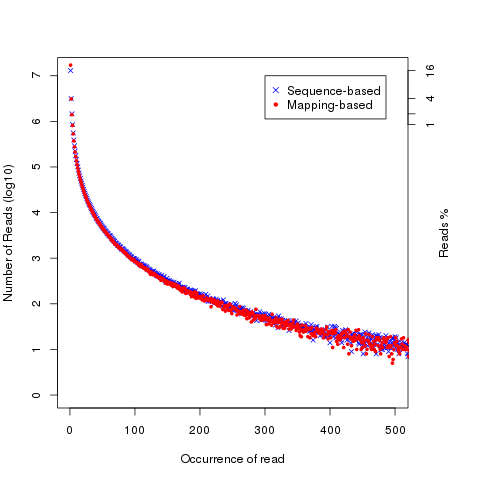 Sequence-based
Mapping-based
Number of Reads (log10)
7
6
5
4
3
2
1
0
16
4
1
Reads %
0 100 200 300 400 500
Occurrence of read